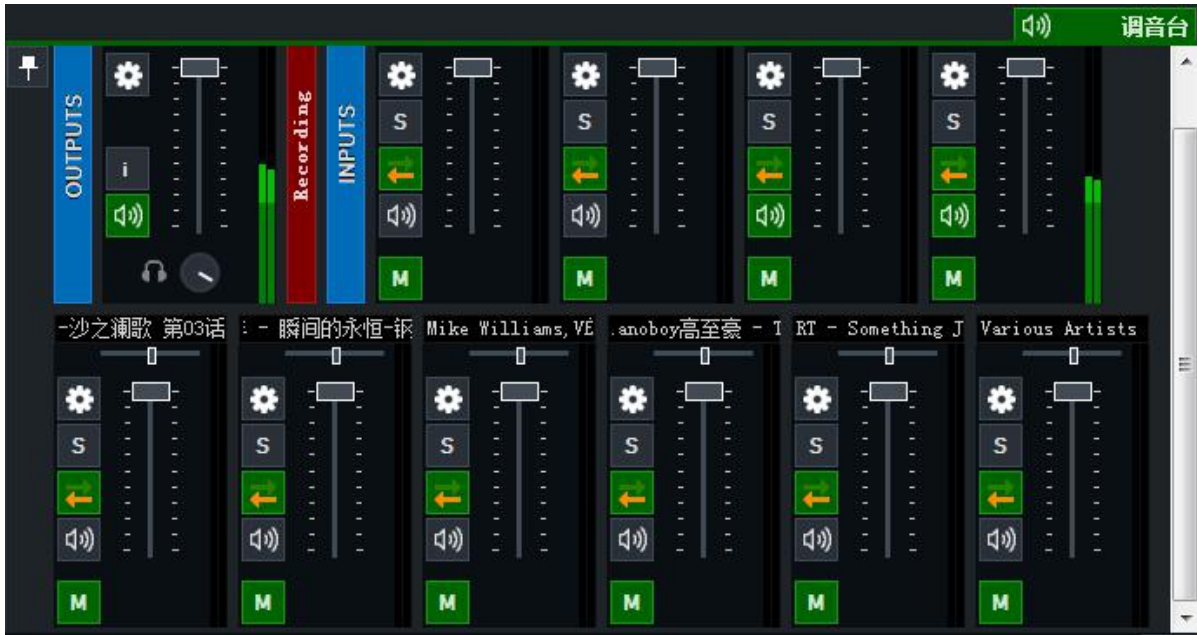 调音台
OUTPUTS
i
Recording
INPUTS
S
S
S
S
M
M
M
M
-沙之澜歌 第03话
- 瞬间的永恒-钢
Mike Williams,VÉ
.anoboy高至豪 - T
RT - Something J
Various Artists
S
S
S
S
S
S
M
M
M
M
M
M